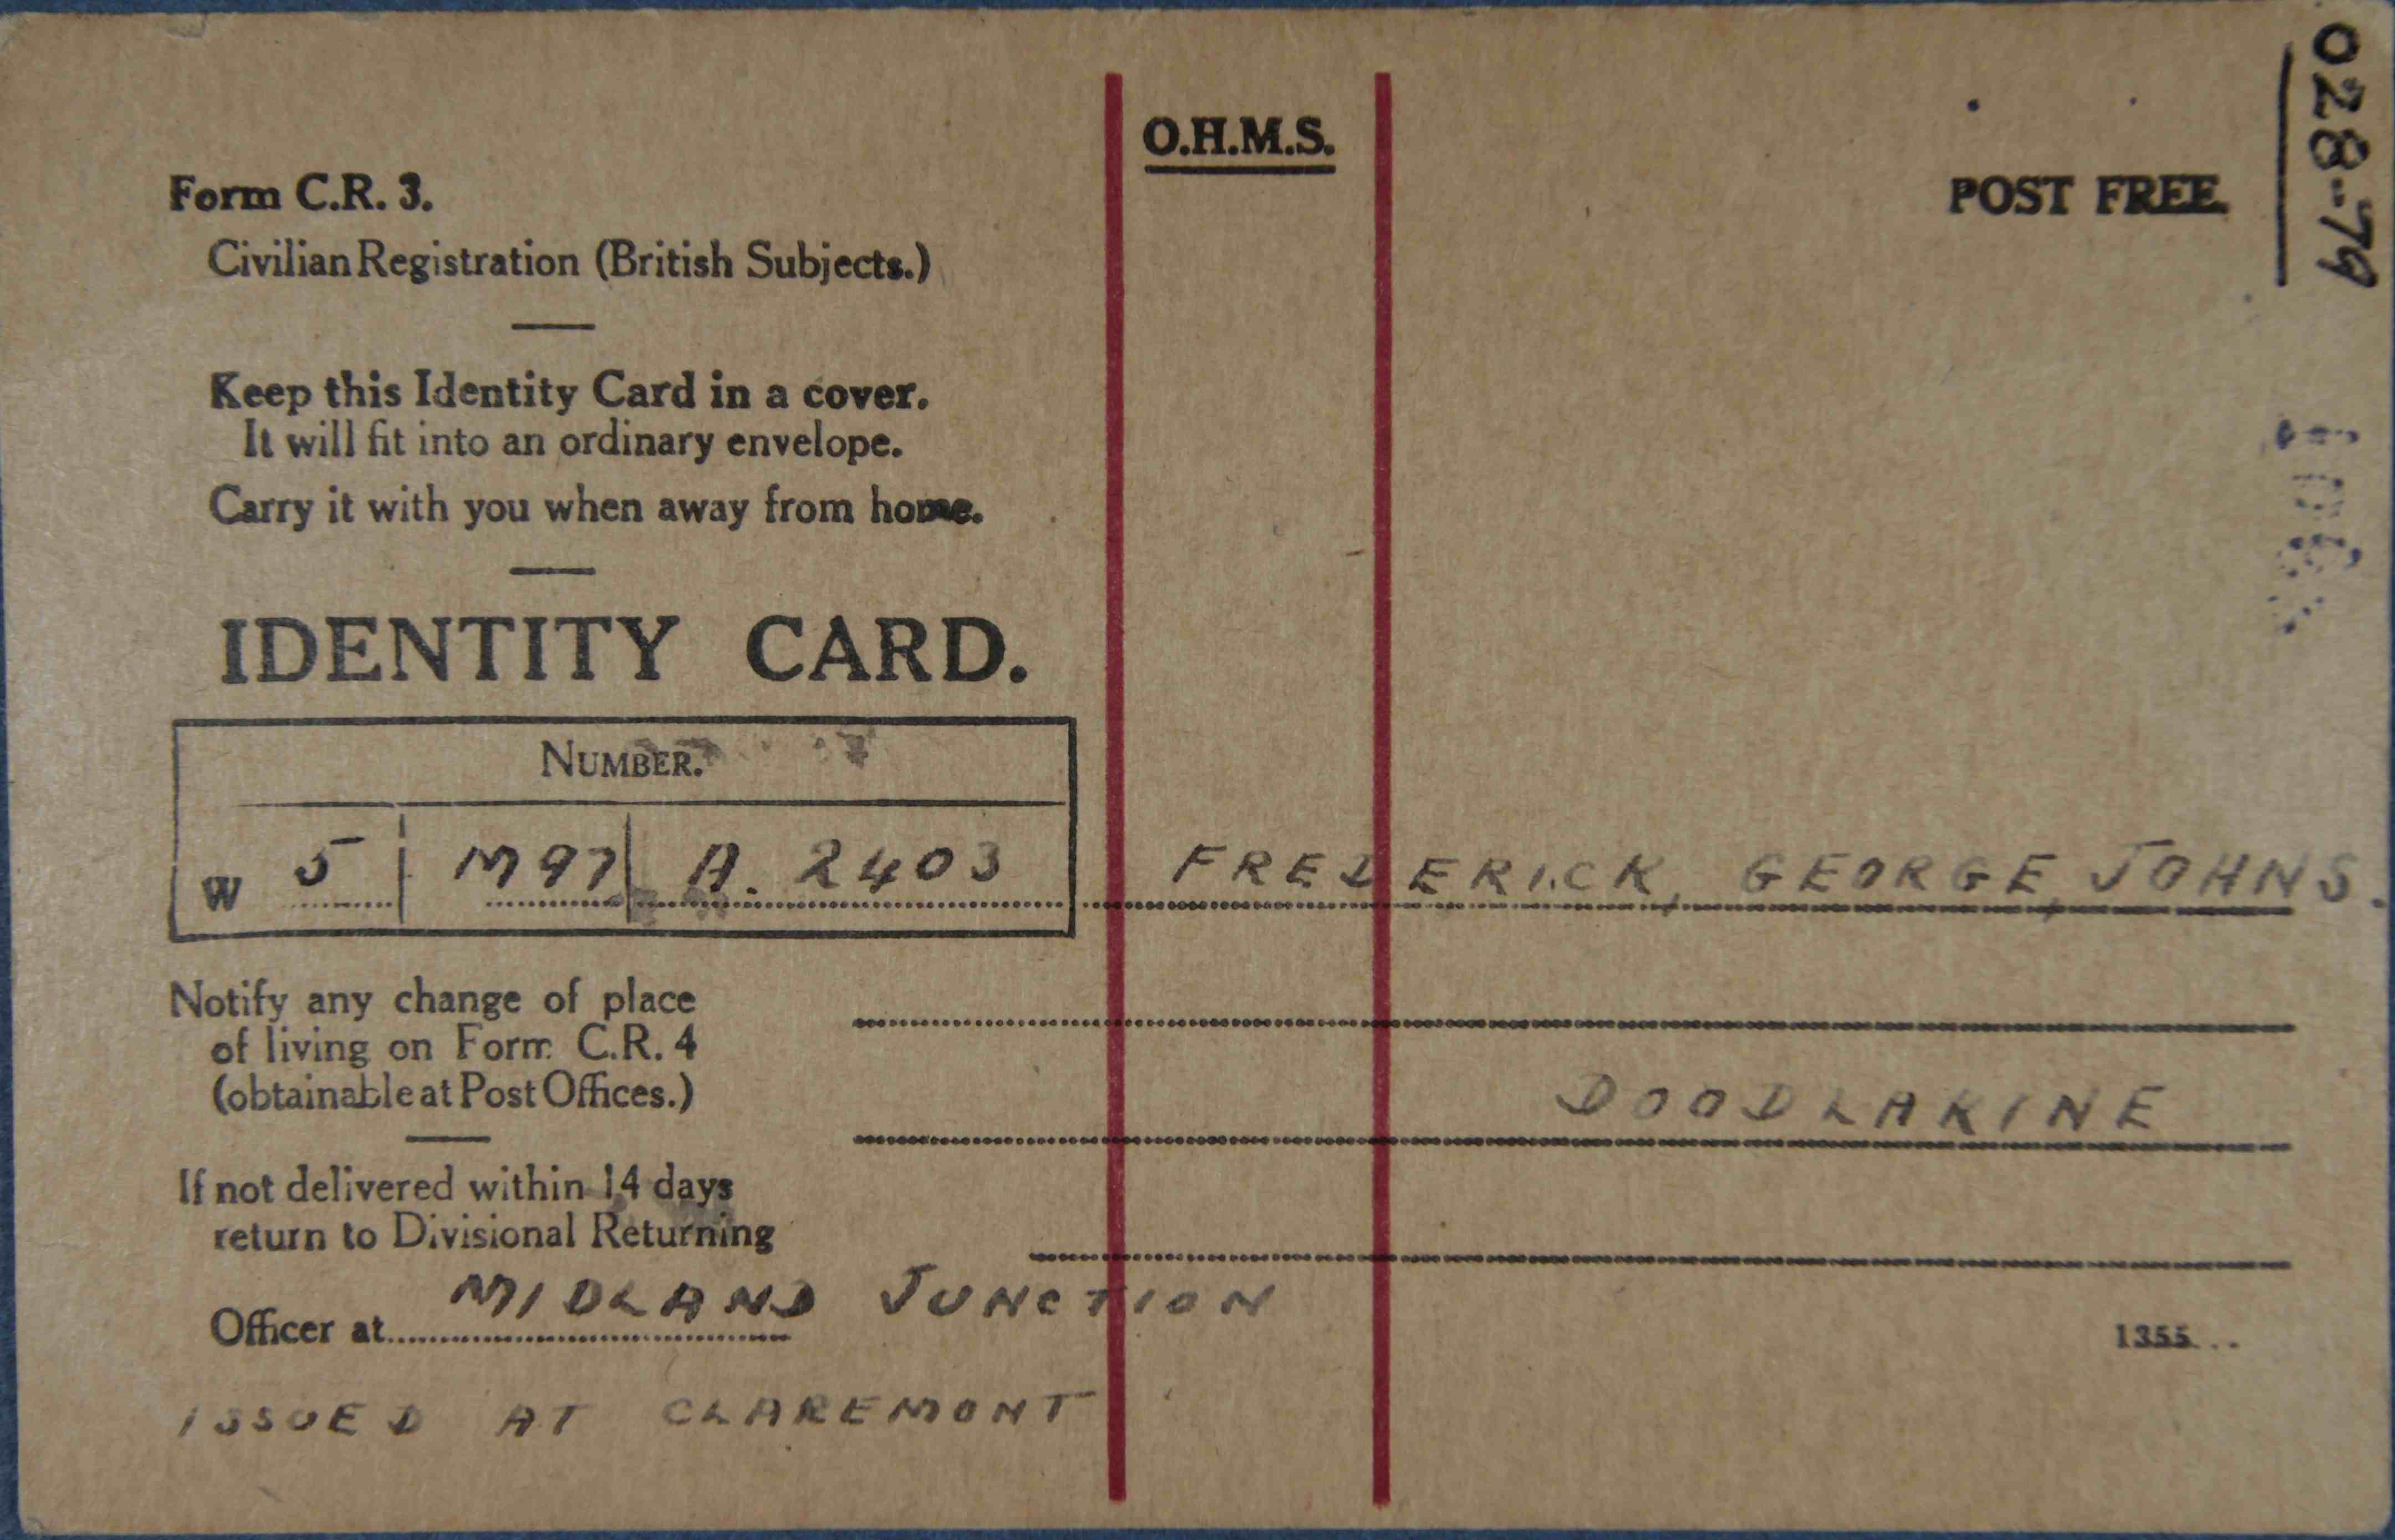 O.H.M.S.
POST FREE.
028-79
Form C.R. 3.
Civilian Registration (British Subjects.)
Keep this Identity Card in a cover.
It will fit into an ordinary envelope.
Carry it with you when away from home.
IDENTITY CARD.
NUMBER.
W 5 M97 A. 2403
FREDERICK, GEORGE, JOHNS.
Notify any change of place
of living on Form C.R. 4
(obtainable at Post Offices.)
DOODLAKINE
If not delivered within 14 days
return to Divisional Returning
Officer at MIDLAND JUNCTION
1355
ISSUED AT CLAREMONT